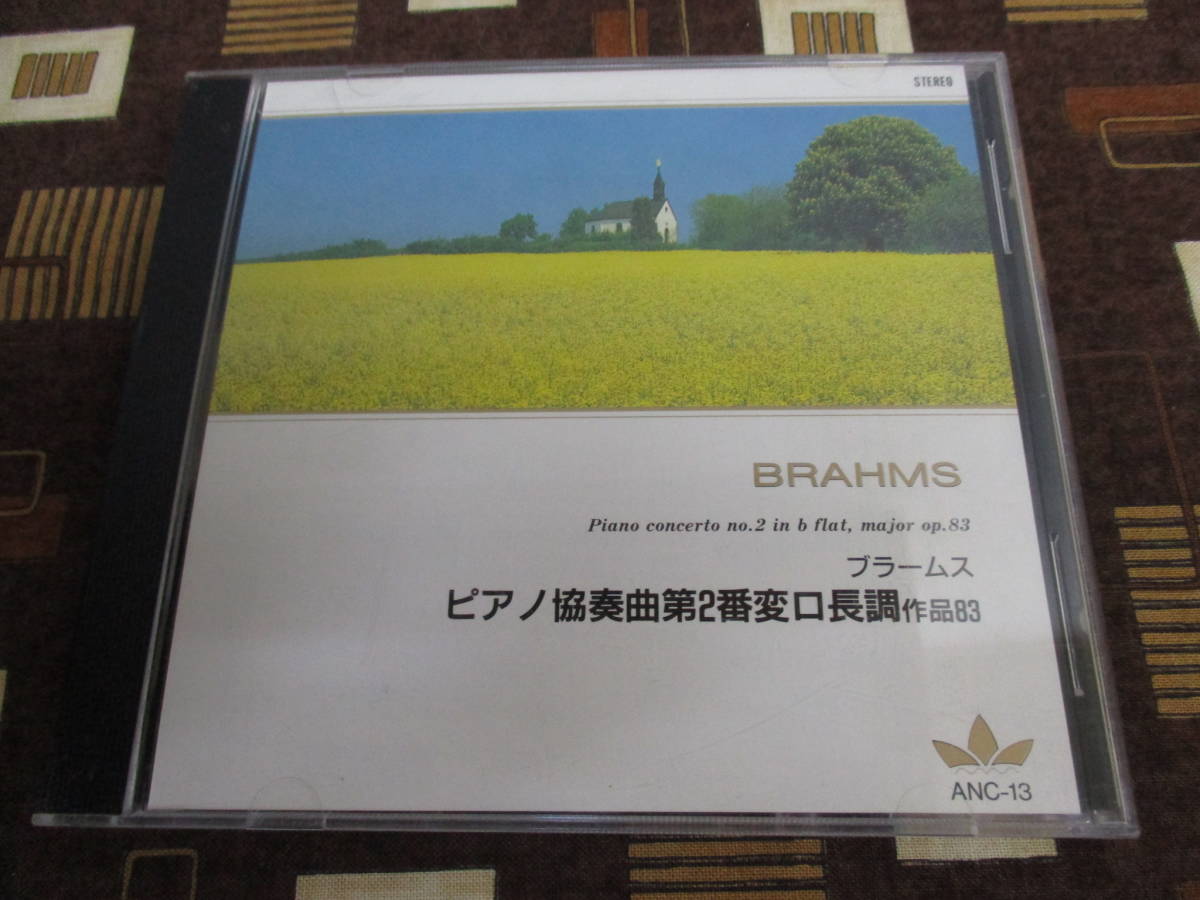 STEREO
BRAHMS
Piano concerto no.2 in b flat, major op.83
ブラームス
ピアノ協奏曲第2番変ロ長調作品83
ANC-13